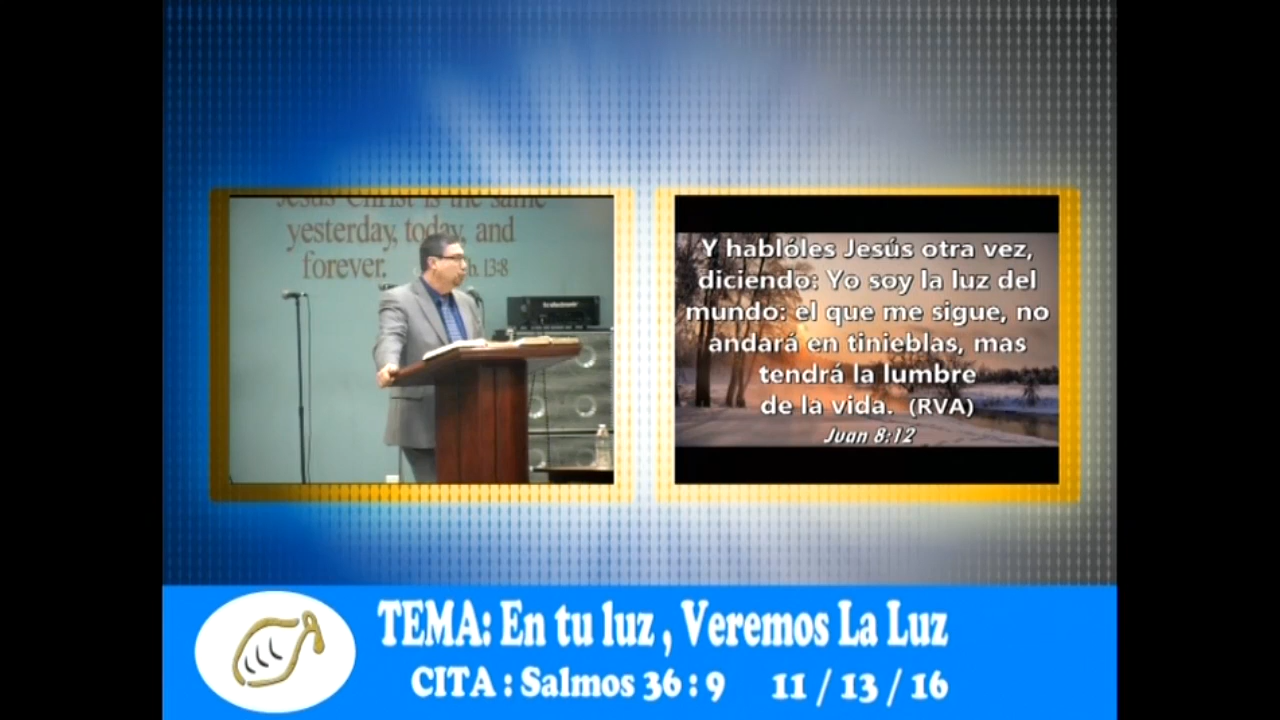 Jesus Christ is the same
yesterday, today, and
forever.
13:8
Y hablóles Jesús otra vez,
diciendo: Yo soy la luz del
mundo: el que me sigue, no
andará en tinieblas, mas
tendrá la lumbre
de la vida. (RVA)
Juan 8:12
TEMA: En tu luz , Veremos La Luz
CITA : Salmos 36 : 9 11 / 13 / 16